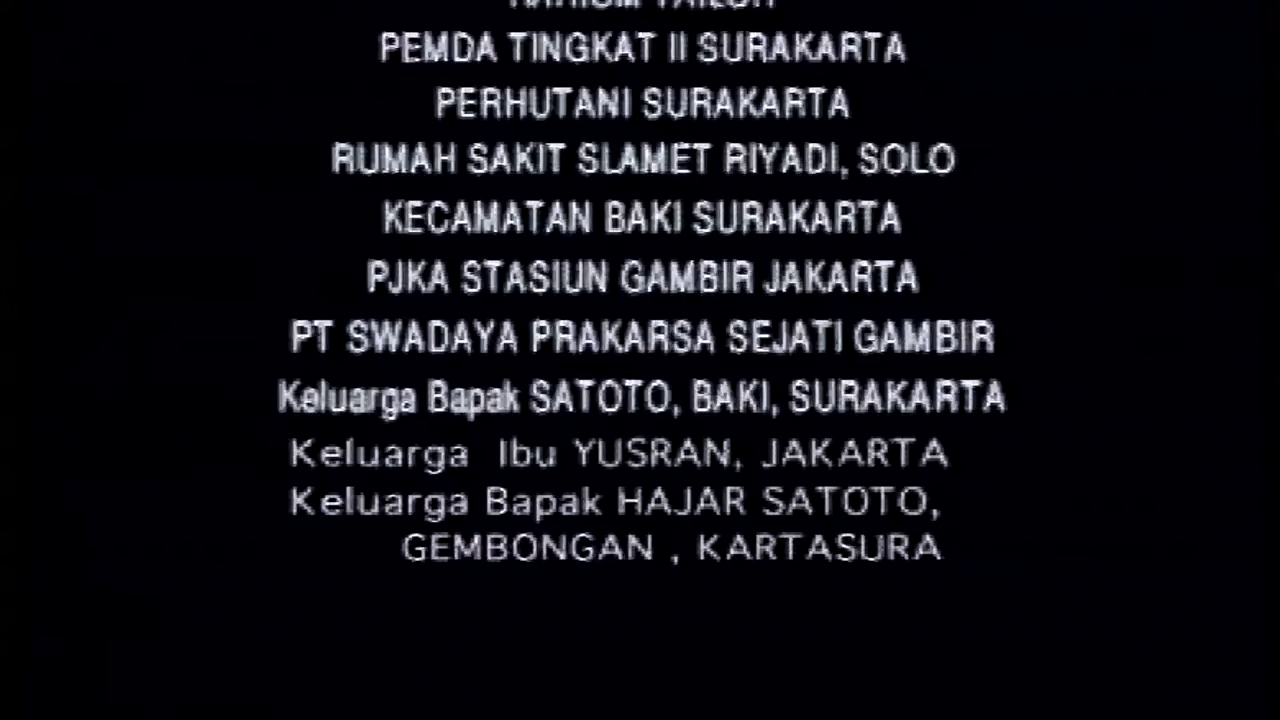 PEMDA TINGKAT II SURAKARTA
PERHUTANI SURAKARTA
RUMAH SAKIT SLAMET RIYADI, SOLO
KECAMATAN BAKI SURAKARTA
PJKA STASIUN GAMBIR JAKARTA
PT SWADAYA PRAKARSA SEJATI GAMBIR
Keluarga Bapak SATOTO, BAKI, SURAKARTA
Keluarga Ibu YUSRAN, JAKARTA
Keluarga Bapak HAJAR SATOTO,
GEMBONGAN , KARTASURA